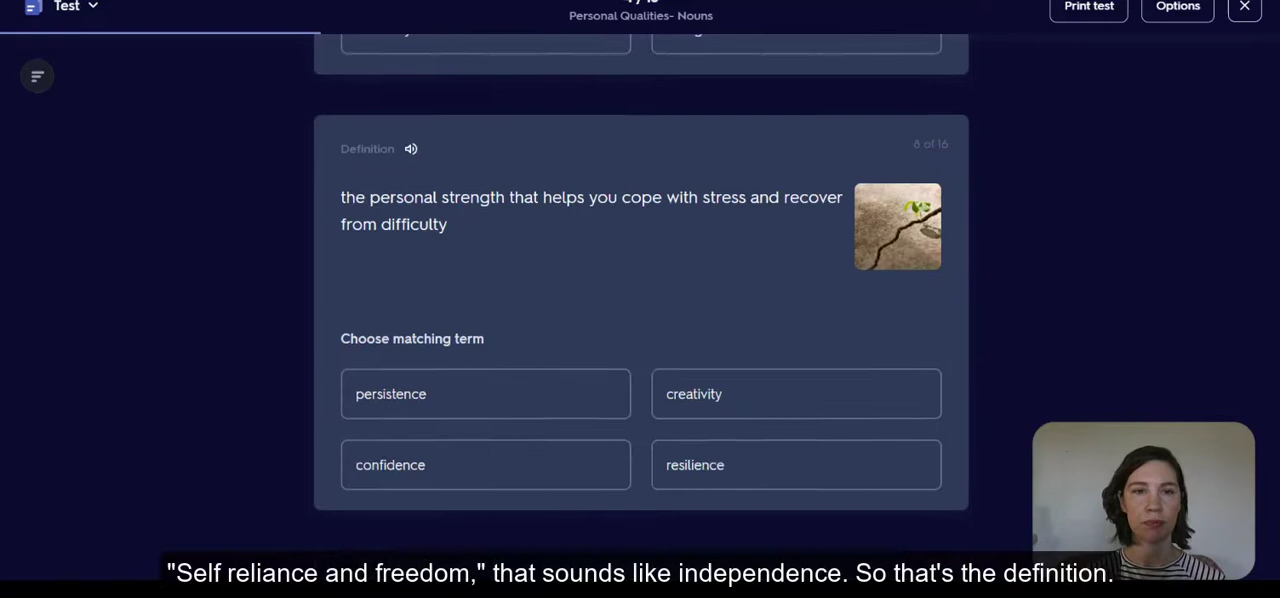 Test
Personal Qualities- Nouns
Print test
Options
Definition
8 of 16
the personal strength that helps you cope with stress and recover
from difficulty
Choose matching term
persistence
creativity
confidence
resilience
"Self reliance and freedom," that sounds like independence. So that's the definition.